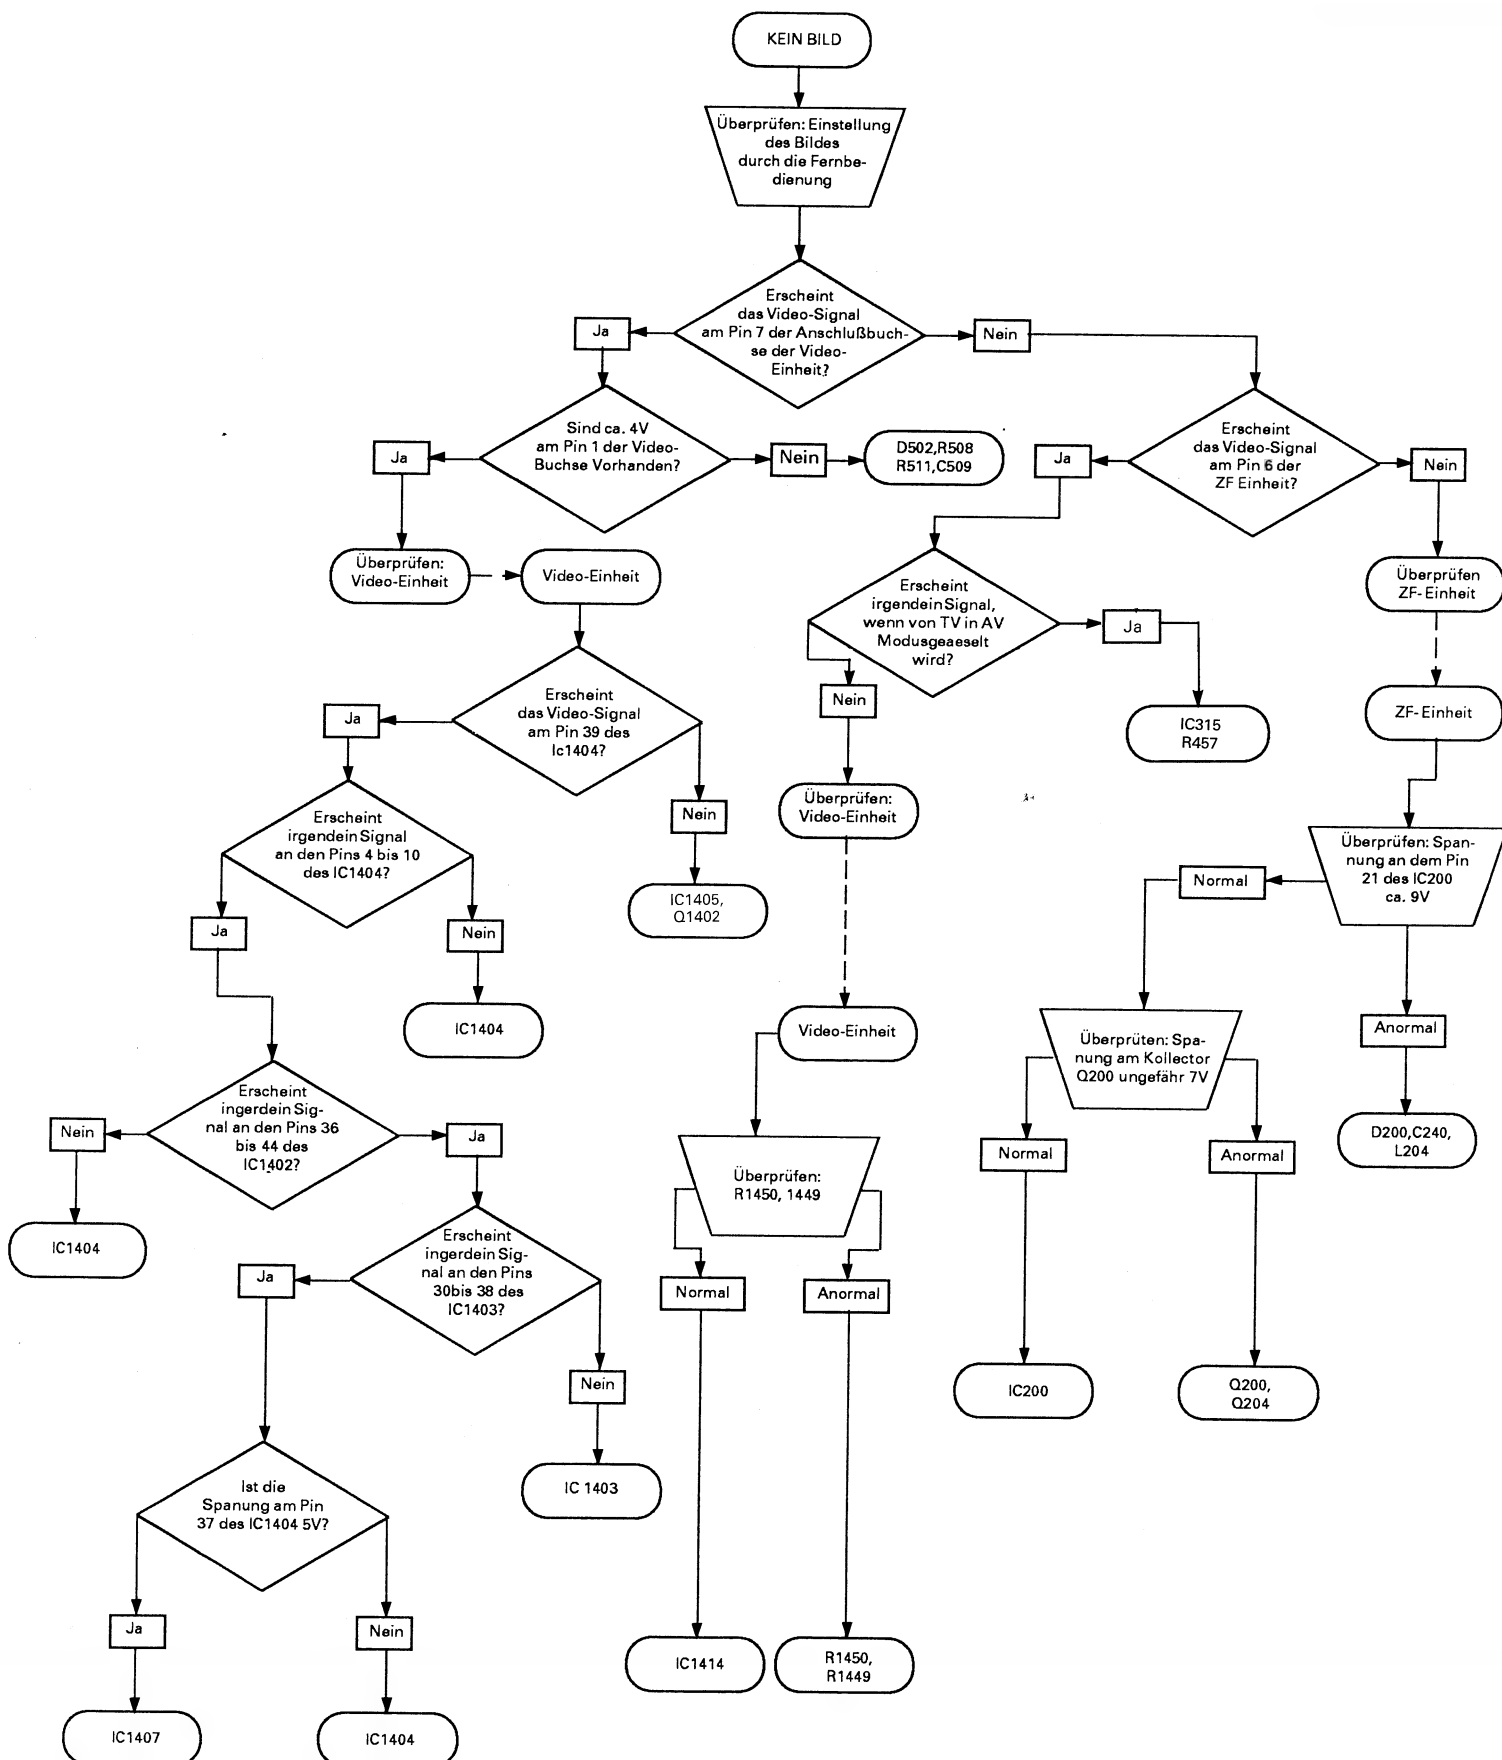 KEIN BILD
Überprüfen: Einstellung
des Bildes
durch die Fernbe-
dienung
Erscheint
das Video-Signal
am Pin 7 der Anschlußbuch-
se der Video-
Einheit?
Ja
Nein
Sind ca. 4V
am Pin 1 der Video-
Buchse Vorhanden?
Ja
Nein
D502,R508
R511,C509
Erscheint
das Video-Signal
am Pin 6 der
ZF Einheit?
Ja
Nein
Überprüfen:
Video-Einheit
Video-Einheit
Erscheint
irgendein Signal,
wenn von TV in AV
Modusgeaeselt
wird?
Ja
Nein
IC315
R457
Überprüfen
ZF-Einheit
ZF-Einheit
Erscheint
das Video-Signal
am Pin 39 des
Ic1404?
Ja
Nein
IC1405,
Q1402
Überprüfen:
Video-Einheit
Video-Einheit
Überprüfen: Span-
nung an dem Pin
21 des IC200
ca. 9V
Normal
Anormal
D200,C240,
L204
Erscheint
irgendein Signal
an den Pins 4 bis 10
des IC1404?
Ja
Nein
IC1404
Überprüten: Spa-
nung am Kollector
Q200 ungefähr 7V
Normal
Anormal
IC200
Q200,
Q204
Erscheint
ingerdein Sig-
nal an den Pins 36
bis 44 des
IC1402?
Nein
Ja
IC1404
Überprüfen:
R1450, 1449
Normal
Anormal
IC1414
R1450,
R1449
Erscheint
ingerdein Sig-
nal an den Pins
30bis 38 des
IC1403?
Ja
Nein
IC 1403
Ist die
Spanung am Pin
37 des IC1404 5V?
Ja
Nein
IC1407
IC1404